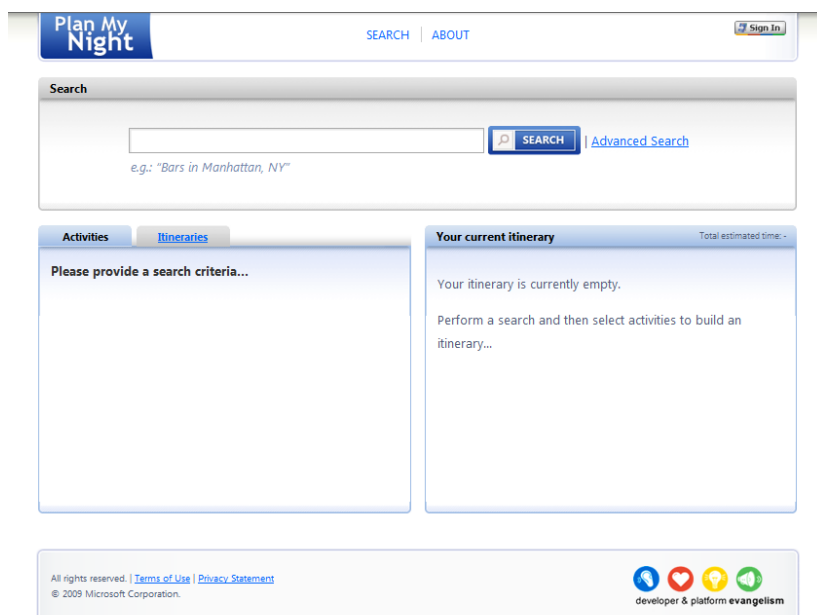 Plan My
Night
SEARCH | ABOUT
Sign In
Search
SEARCH | Advanced Search
e.g.: "Bars in Manhattan, NY"
Activities
Itineraries
Please provide a search criteria...
Your current itinerary
Total estimated time: -
Your itinerary is currently empty.
Perform a search and then select activities to build an
itinerary...
All rights reserved. | Terms of Use | Privacy Statement
© 2009 Microsoft Corporation.
developer & platform evangelism